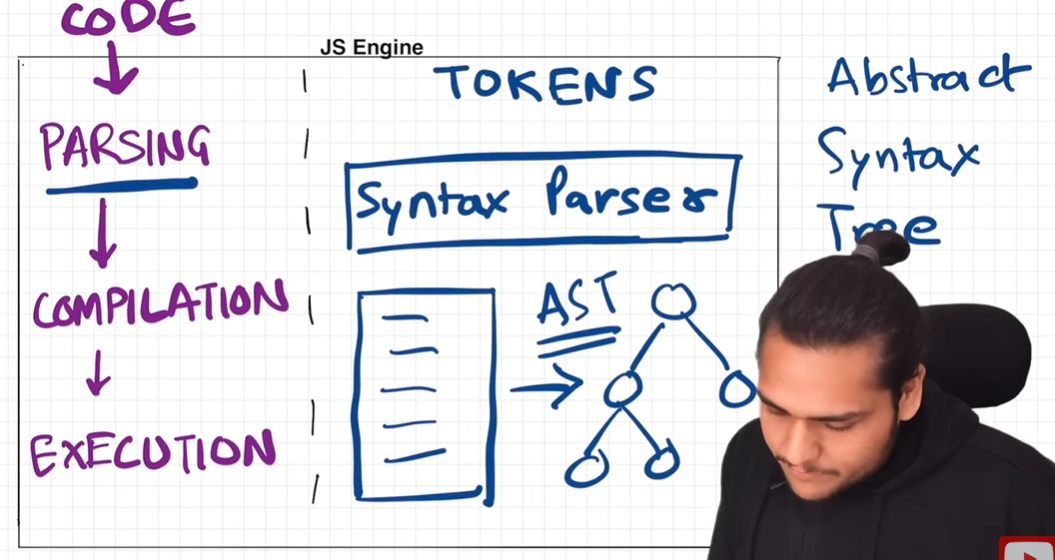 CODE
JS Engine
PARSING
COMPILATION
EXECUTION
TOKENS
Syntax Parser
AST
Abstract
Syntax
Tree